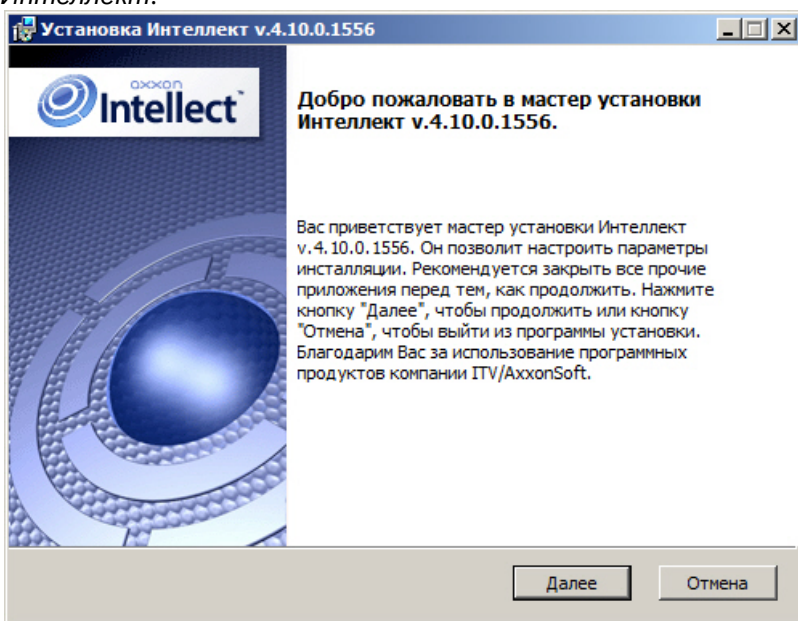 Интеллект.
Установка Интеллект v.4.10.0.1556
axxon
Intellect
Добро пожаловать в мастер установки
Интеллект v.4.10.0.1556.
Вас приветствует мастер установки Интеллект
v.4.10.0.1556. Он позволит настроить параметры
инсталляции. Рекомендуется закрыть все прочие
приложения перед тем, как продолжить. Нажмите
кнопку "Далее", чтобы продолжить или кнопку
"Отмена", чтобы выйти из программы установки.
Благодарим Вас за использование программных
продуктов компании ITV/AxxonSoft.
Далее
Отмена